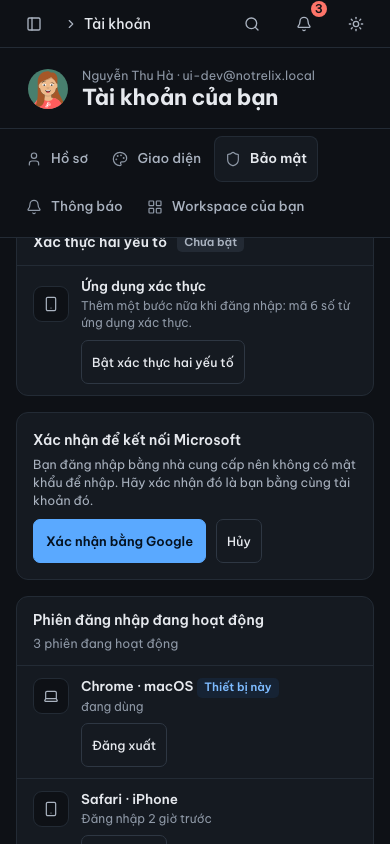 Tài khoản
3
Nguyễn Thu Hà · ui-dev@notrelix.local
Tài khoản của bạn
Hồ sơ
Giao diện
Bảo mật
Thông báo
Workspace của bạn
Xác thực hai yếu tố
Chưa bật
Ứng dụng xác thực
Thêm một bước nữa khi đăng nhập: mã 6 số từ
ứng dụng xác thực.
Bật xác thực hai yếu tố
Xác nhận để kết nối Microsoft
Bạn đăng nhập bằng nhà cung cấp nên không có mật
khẩu để nhập. Hãy xác nhận đó là bạn bằng cùng tài
khoản đó.
Xác nhận bằng Google
Hủy
Phiên đăng nhập đang hoạt động
3 phiên đang hoạt động
Chrome · macOS
Thiết bị này
đang dùng
Đăng xuất
Safari · iPhone
Đăng nhập 2 giờ trước